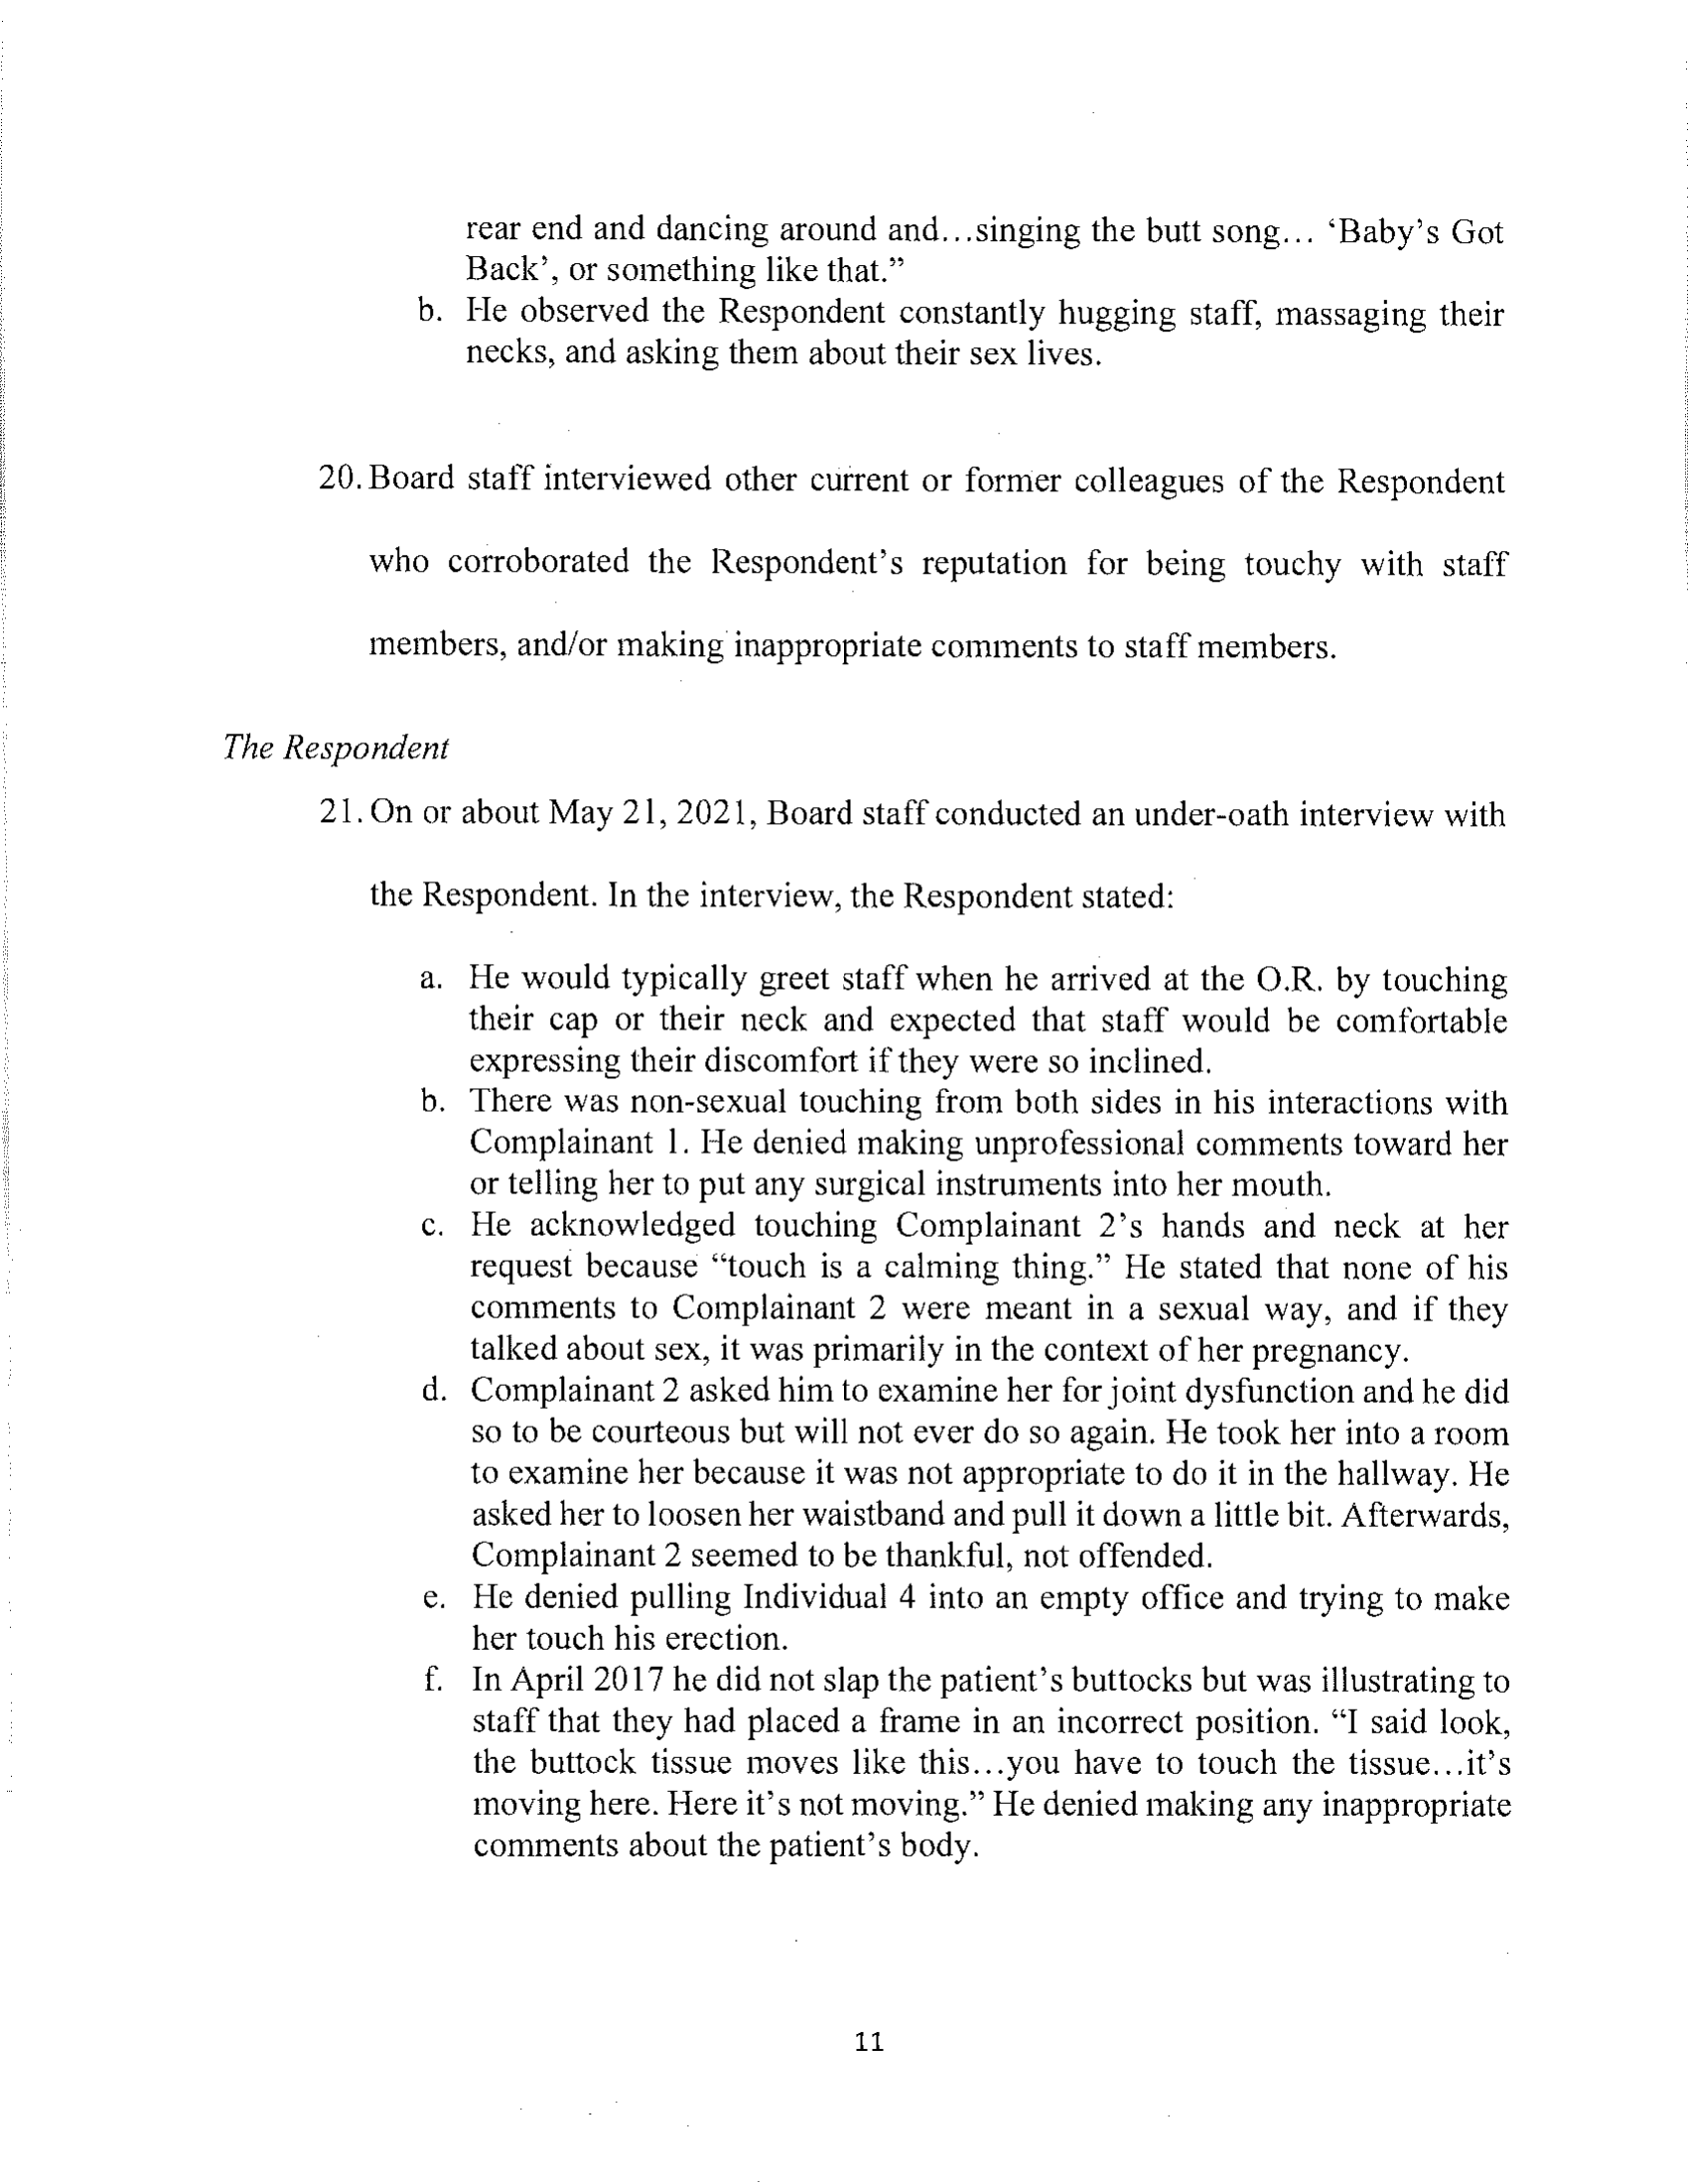 rear end and dancing around and...singing the butt song... ‘Baby’s Got
Back’, or something like that.”
b. He observed the Respondent constantly hugging staff, massaging their
necks, and asking them about their sex lives.
20. Board staff interviewed other current or former colleagues of the Respondent
who corroborated the Respondent’s reputation for being touchy with staff
members, and/or making inappropriate comments to staff members.
The Respondent
21. On or about May 21, 2021, Board staff conducted an under-oath interview with
the Respondent. In the interview, the Respondent stated:
a. He would typically greet staff when he arrived at the O.R. by touching
their cap or their neck and expected that staff would be comfortable
expressing their discomfort if they were so inclined.
b. There was non-sexual touching from both sides in his interactions with
Complainant 1. He denied making unprofessional comments toward her
or telling her to put any surgical instruments into her mouth.
c. He acknowledged touching Complainant 2’s hands and neck at her
request because “touch is a calming thing.” He stated that none of his
comments to Complainant 2 were meant in a sexual way, and if they
talked about sex, it was primarily in the context of her pregnancy.
d. Complainant 2 asked him to examine her for joint dysfunction and he did
so to be courteous but will not ever do so again. He took her into a room
to examine her because it was not appropriate to do it in the hallway. He
asked her to loosen her waistband and pull it down a little bit. Afterwards,
Complainant 2 seemed to be thankful, not offended.
e. He denied pulling Individual 4 into an empty office and trying to make
her touch his erection.
f. In April 2017 he did not slap the patient’s buttocks but was illustrating to
staff that they had placed a frame in an incorrect position. “I said look,
the buttock tissue moves like this...you have to touch the tissue...it’s
moving here. Here it’s not moving.” He denied making any inappropriate
comments about the patient’s body.
11